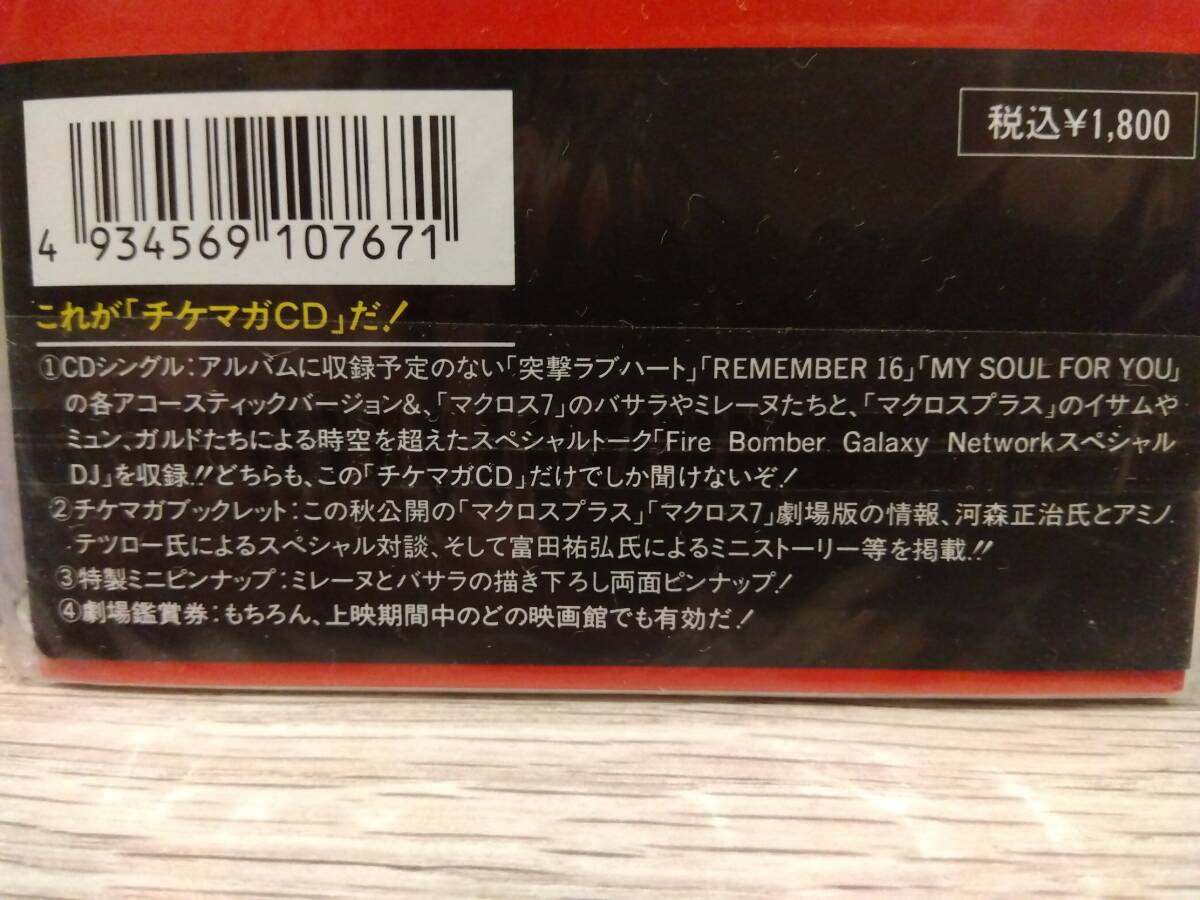 税込¥1,800
4 934569 107671
これが「チケマガCD」だ!
①CDシングル:アルバムに収録予定のない「突撃ラブハート」「REMEMBER 16」「MY SOUL FOR YOU」
の各アコースティックバージョン&、「マクロス7」のバサラやミレーヌたちと、「マクロスプラス」のイサムや
ミュン、ガルドたちによる時空を超えたスペシャルトーク「Fire Bomber Galaxy Networkスペシャル
DJ」を収録!!どちらも、この「チケマガCD」だけでしか聞けないぞ!
②チケマガブックレット:この秋公開の「マクロスプラス」「マクロス7」劇場版の情報、河森正治氏とアミノ
テツロー氏によるスペシャル対談、そして富田祐弘氏によるミニストーリー等を掲載!!
③特製ミニピンナップ:ミレーヌとバサラの描き下ろし両面ピンナップ!
④劇場鑑賞券:もちろん、上映期間中のどの映画館でも有効だ!